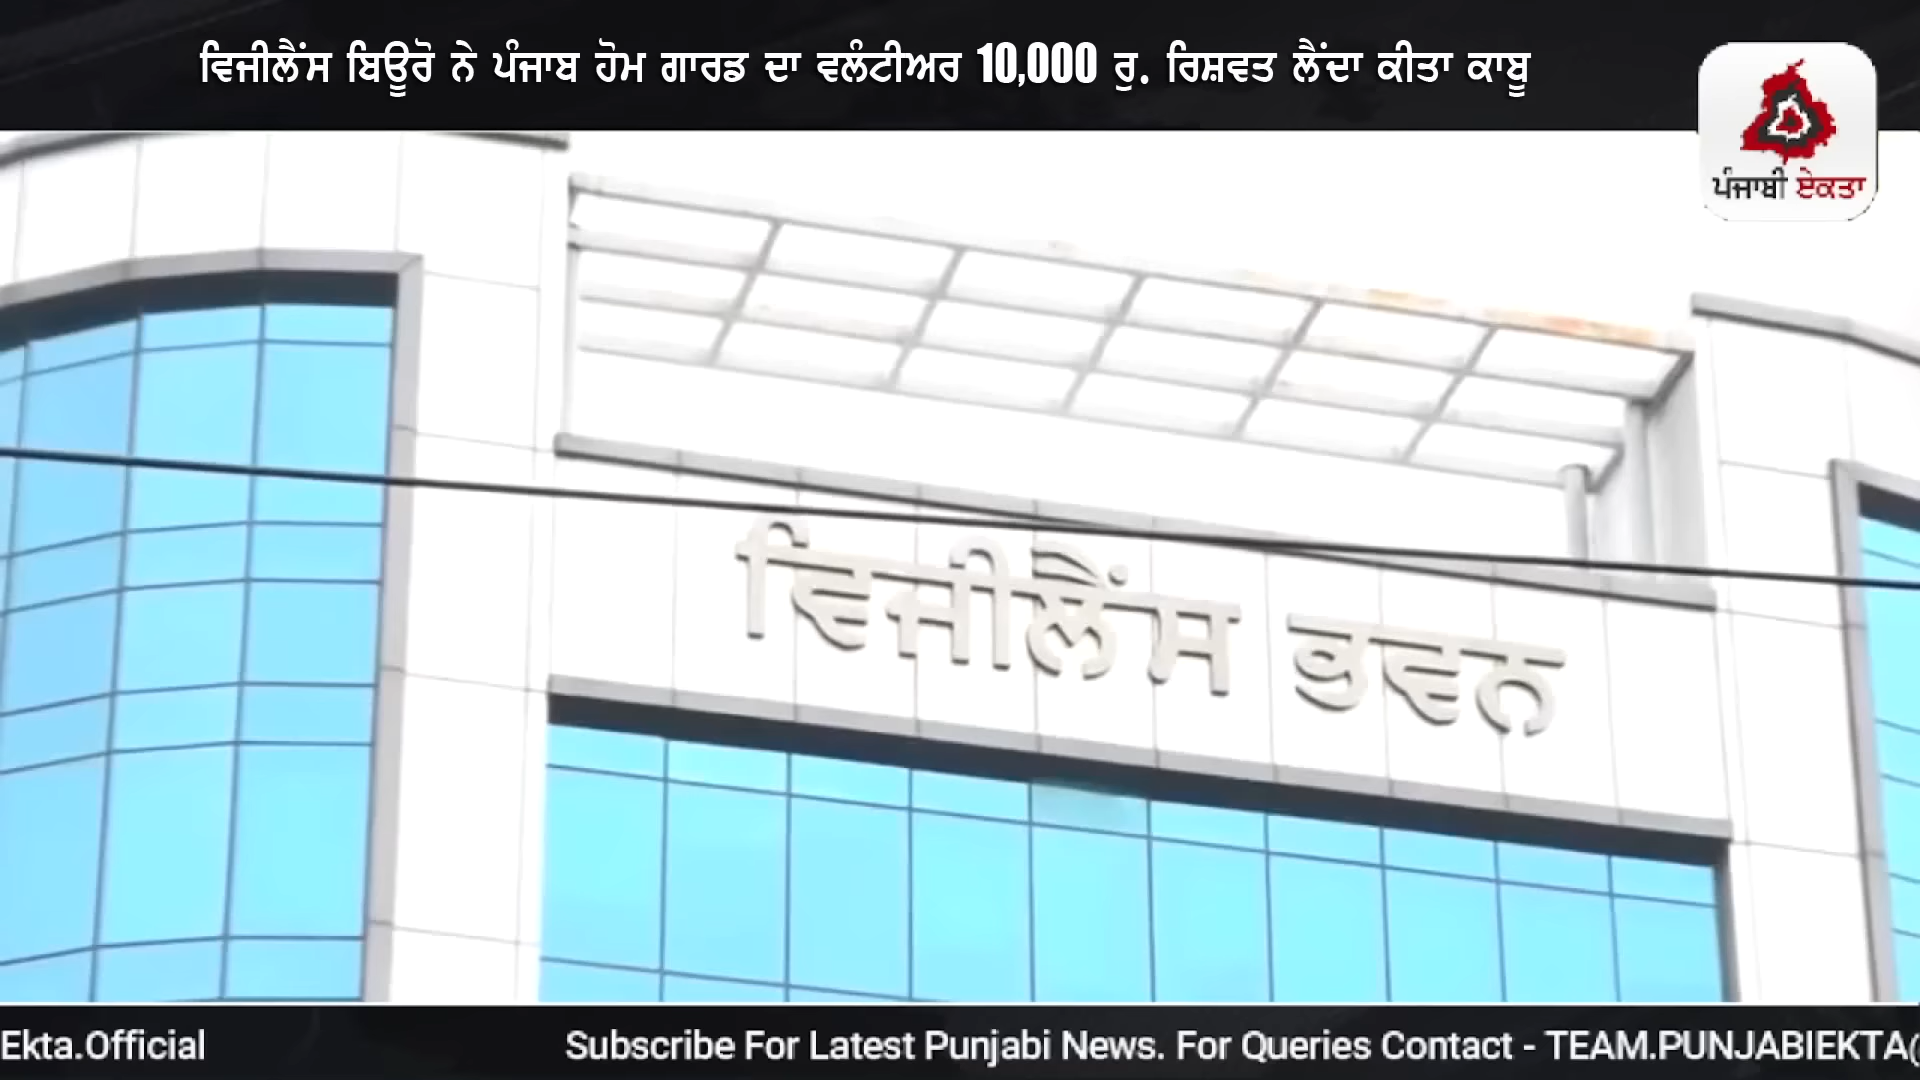 ਵਿਜੀਲੈਂਸ ਬਿਊਰੋ ਨੇ ਪੰਜਾਬ ਹੋਮ ਗਾਰਡ ਦਾ ਵਲੰਟੀਅਰ 10,000 ਰੁ. ਰਿਸ਼ਵਤ ਲੈਂਦਾ ਕੀਤਾ ਕਾਬੂ
ਪੰਜਾਬੀ ਏਕਤਾ
ਵਿਜੀਲੈਂਸ ਭਵਨ
Ekta.Official Subscribe For Latest Punjabi News. For Queries Contact - TEAM.PUNJABIEKTA@